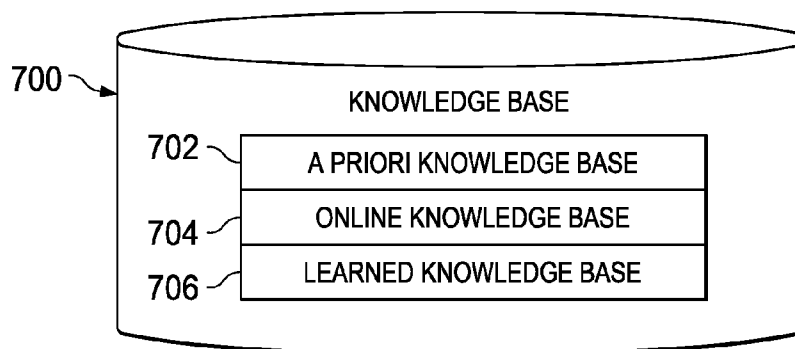 700
KNOWLEDGE BASE
702
A PRIORI KNOWLEDGE BASE
704
ONLINE KNOWLEDGE BASE
706
LEARNED KNOWLEDGE BASE